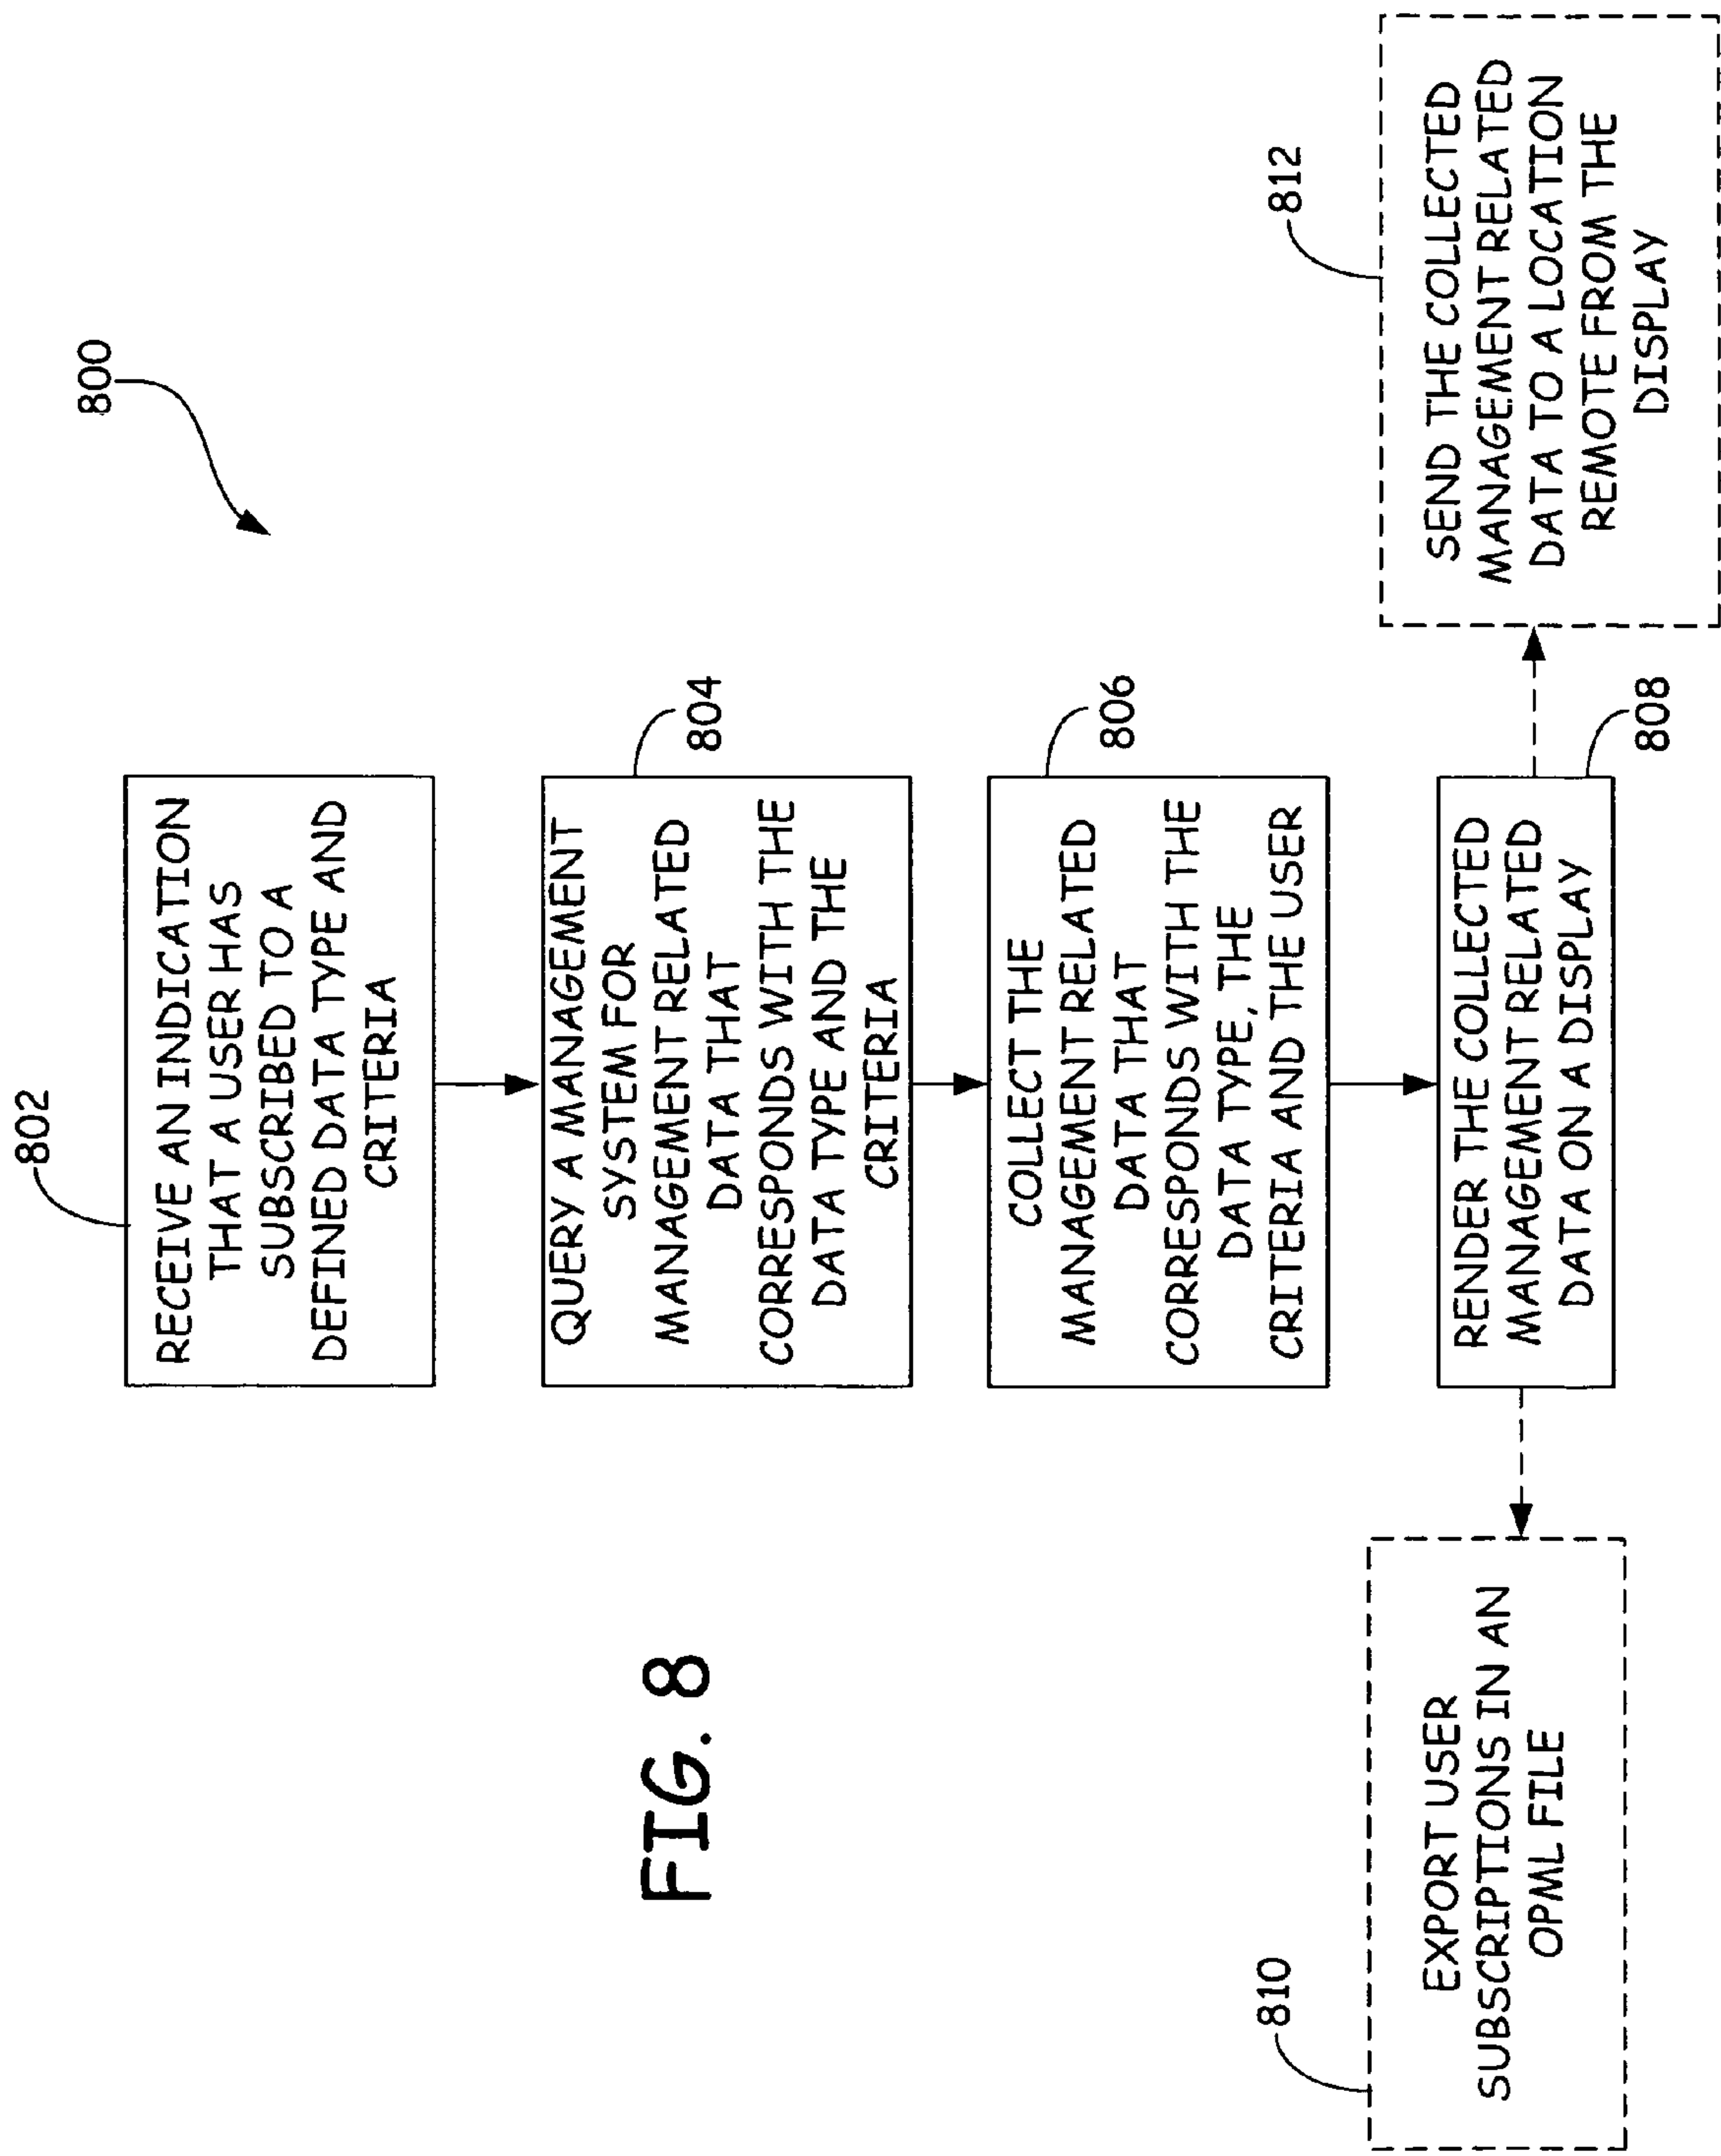 800
802
RECEIVE AN INDICATION
THAT A USER HAS
SUBSCRIBED TO A
DEFINED DATA TYPE AND
CRITERIA
804
QUERY A MANAGEMENT
SYSTEM FOR
MANAGEMENT RELATED
DATA THAT
CORRESPONDS WITH THE
DATA TYPE AND THE
CRITERIA
806
COLLECT THE
MANAGEMENT RELATED
DATA THAT
CORRESPONDS WITH THE
DATA TYPE, THE
CRITERIA AND THE USER
808
RENDER THE COLLECTED
MANAGEMENT RELATED
DATA ON A DISPLAY
810
EXPORT USER
SUBSCRIPTIONS IN AN
OPML FILE
812
SEND THE COLLECTED
MANAGEMENT RELATED
DATA TO A LOCATION
REMOTE FROM THE
DISPLAY
FIG. 8